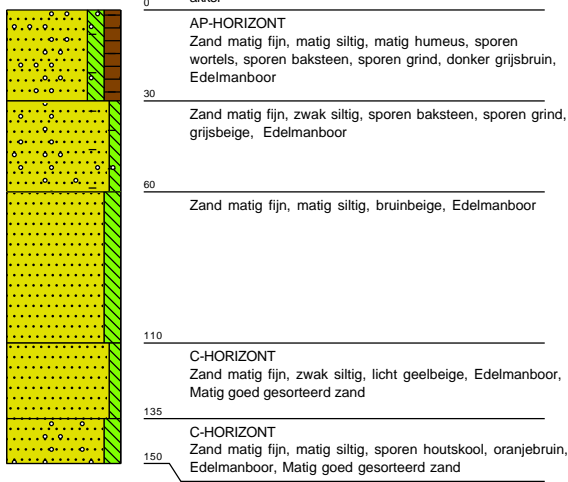 0
AP-HORIZONT
Zand matig fijn, matig siltig, matig humeus, sporen
wortels, sporen baksteen, sporen grind, donker grijsbruin,
Edelmanboor
30
Zand matig fijn, zwak siltig, sporen baksteen, sporen grind,
grijsbeige, Edelmanboor
60
Zand matig fijn, matig siltig, bruinbeige, Edelmanboor
110
C-HORIZONT
Zand matig fijn, zwak siltig, licht geelbeige, Edelmanboor,
Matig goed gesorteerd zand
135
C-HORIZONT
Zand matig fijn, matig siltig, sporen houtskool, oranjebruin,
Edelmanboor, Matig goed gesorteerd zand
150